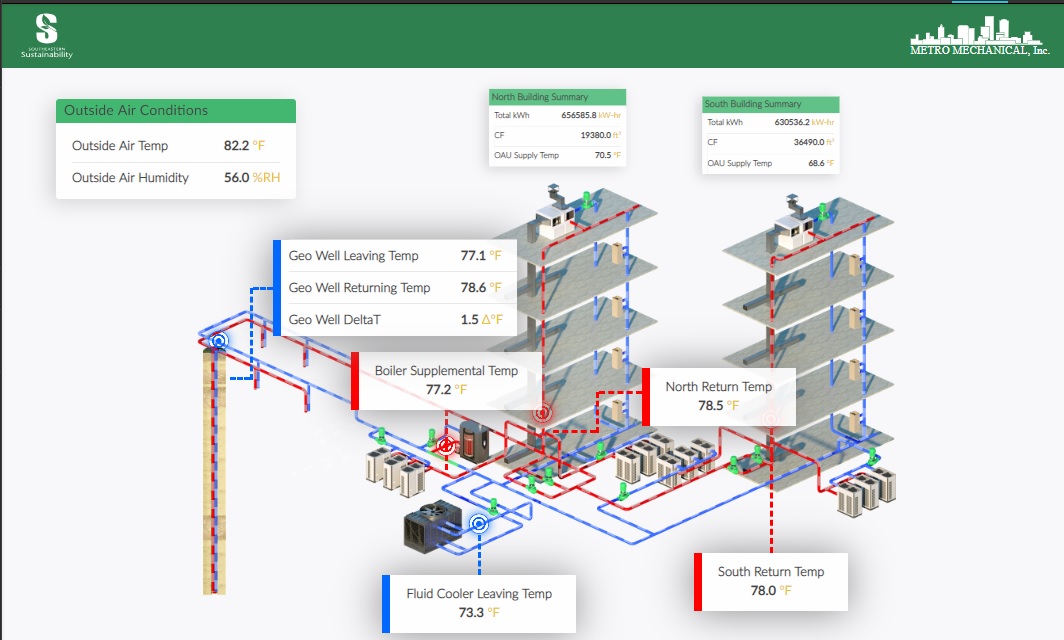 SOUTHEASTERN
Sustainability
METRO MECHANICAL, Inc.
Outside Air Conditions
Outside Air Temp 82.2 °F
Outside Air Humidity 56.0 %RH
North Building Summary
Total kWh 656585.8 kW-hr
CF 19380.0 ft³
OAU Supply Temp 70.5 °F
South Building Summary
Total kWh 630536.2 kW-hr
CF 36490.0 ft³
OAU Supply Temp 68.6 °F
Geo Well Leaving Temp 77.1 °F
Geo Well Returning Temp 78.6 °F
Geo Well DeltaT 1.5 Δ°F
Boiler Supplemental Temp
77.2 °F
North Return Temp
78.5 °F
Fluid Cooler Leaving Temp
73.3 °F
South Return Temp
78.0 °F